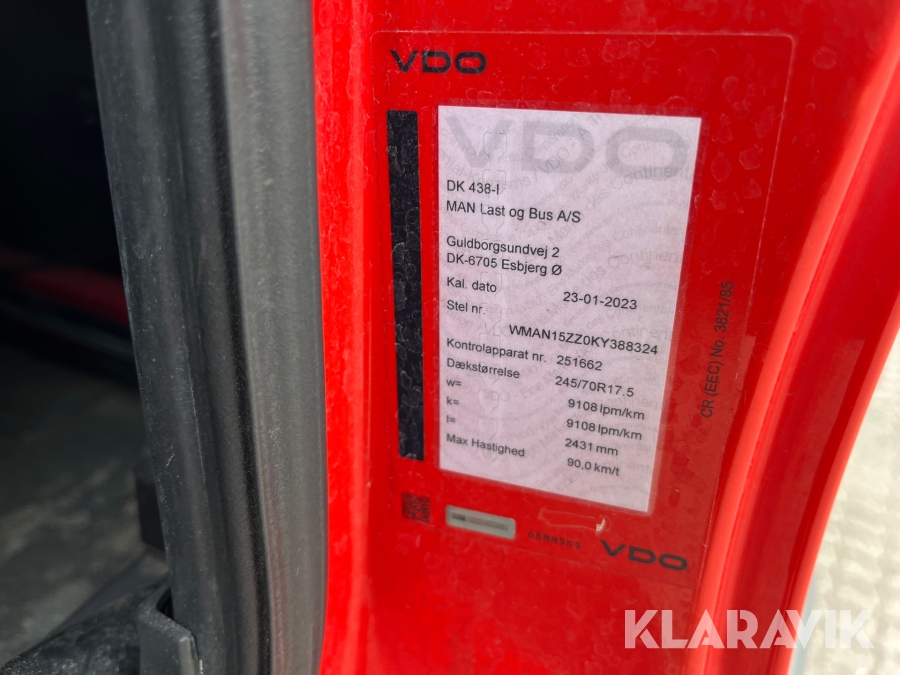 VDO
VDO
DK 438-I
MAN Last og Bus A/S
Guldborgsundvej 2
DK-6705 Esbjerg Ø
Kal. dato 23-01-2023
Stel nr. WMAN15ZZ0KY388324
Kontrolapparat nr. 251662
Dækstørrelse 245/70R17.5
w= 9108 Ipm/km
k= 9108 Ipm/km
l= 2431 mm
Max Hastighed 90,0 km/t
CR (EEC) No. 3821/85
VDO
KLARAVIK